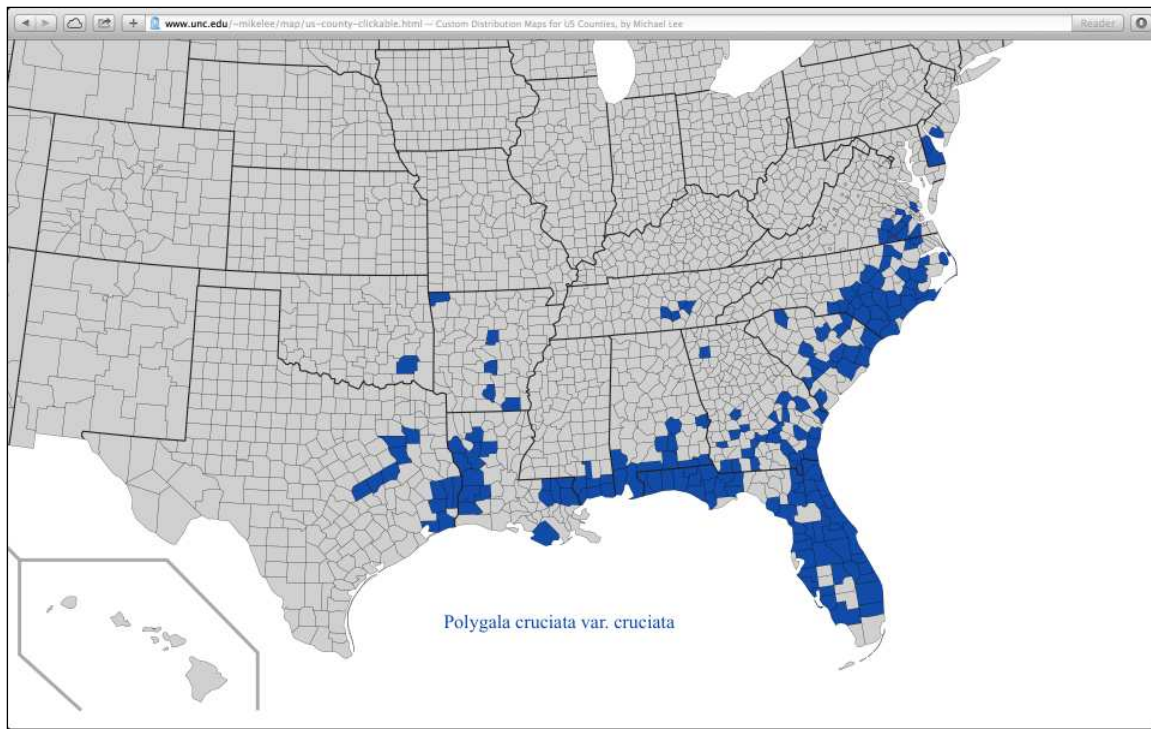 www.unc.edu/~mikelee/map/us-county-clickable.html — Custom Distribution Maps for US Counties, by Michael Lee
Reader
Polygala cruciata var. cruciata